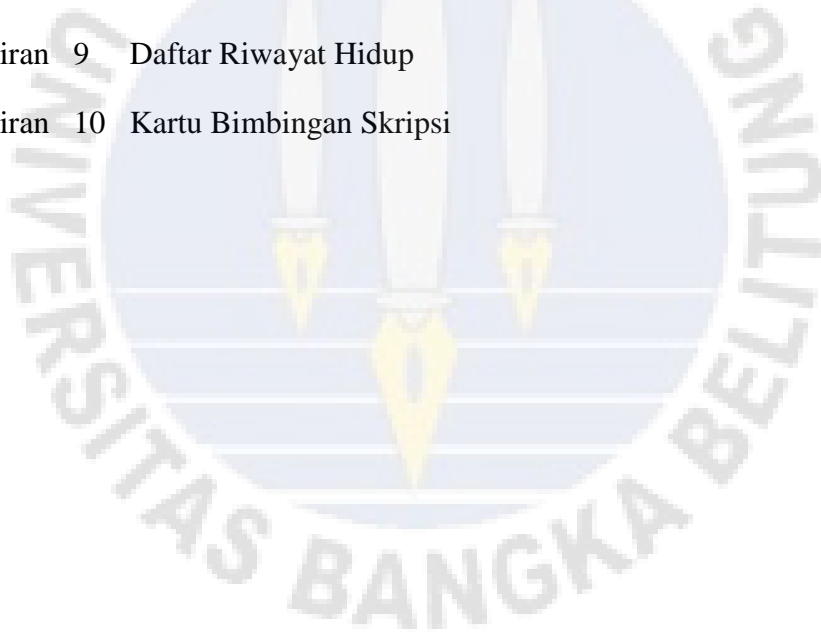 iran 9 Daftar Riwayat Hidup
iran 10 Kartu Bimbingan Skripsi
UNIVERSITAS BANGKA BELITUNG